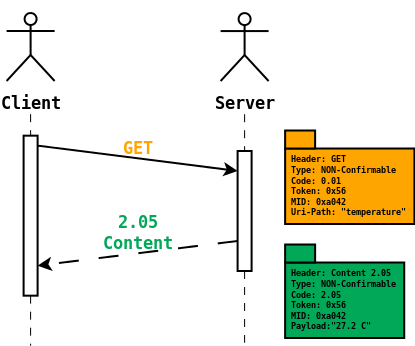 Client
Server
GET
2.05
Content
Header: GET
Type: NON-Confirmable
Code: 0.01
Token: 0x56
MID: 0xa042
Uri-Path: "temperature"
Header: Content 2.05
Type: NON-Confirmable
Code: 2.05
Token: 0x56
MID: 0xa042
Payload:"27.2 C"